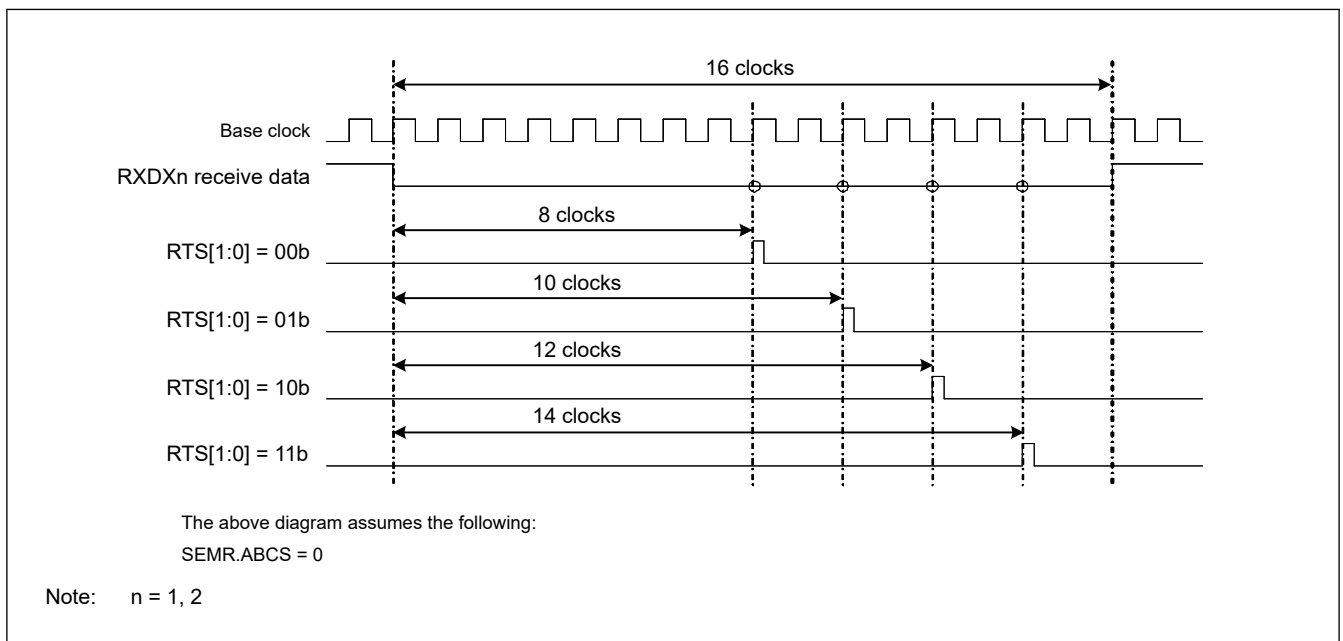 16 clocks
Base clock
RXDXn receive data
8 clocks
RTS[1:0] = 00b
10 clocks
RTS[1:0] = 01b
12 clocks
RTS[1:0] = 10b
14 clocks
RTS[1:0] = 11b
The above diagram assumes the following:
SEMR.ABCS = 0
Note: n = 1, 2